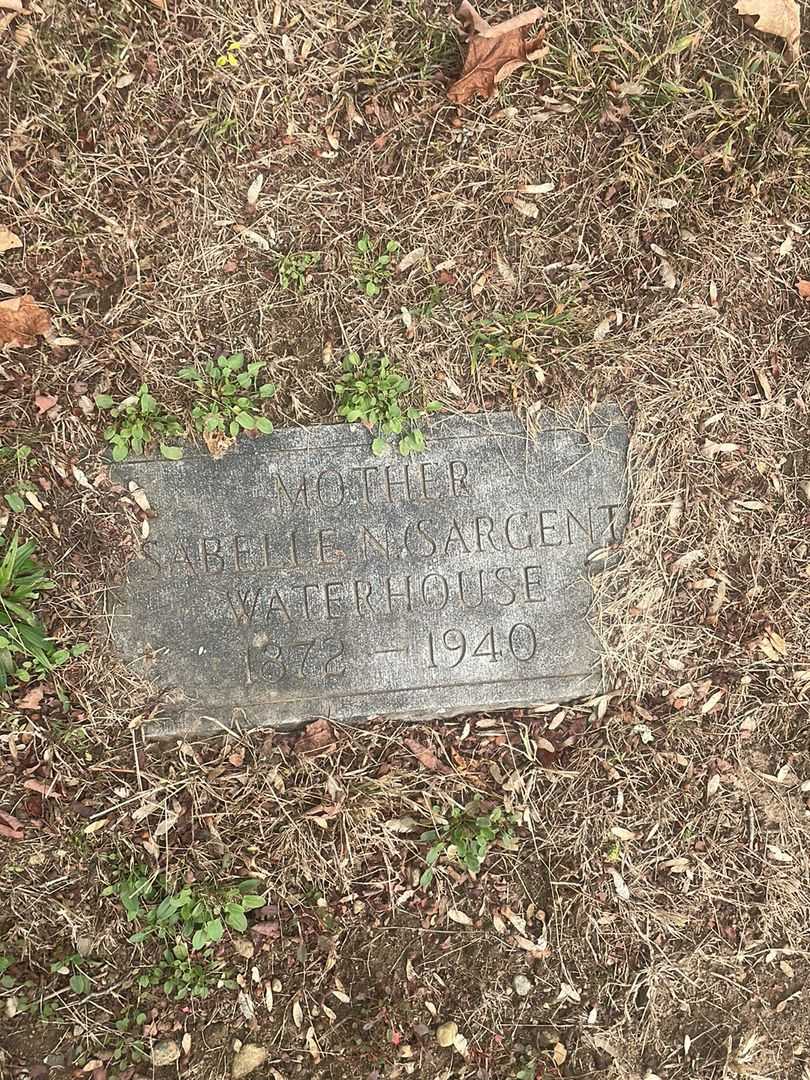 MOTHER
SABELLE N. (SARGENT
WATERHOUSE
1872 - 1940